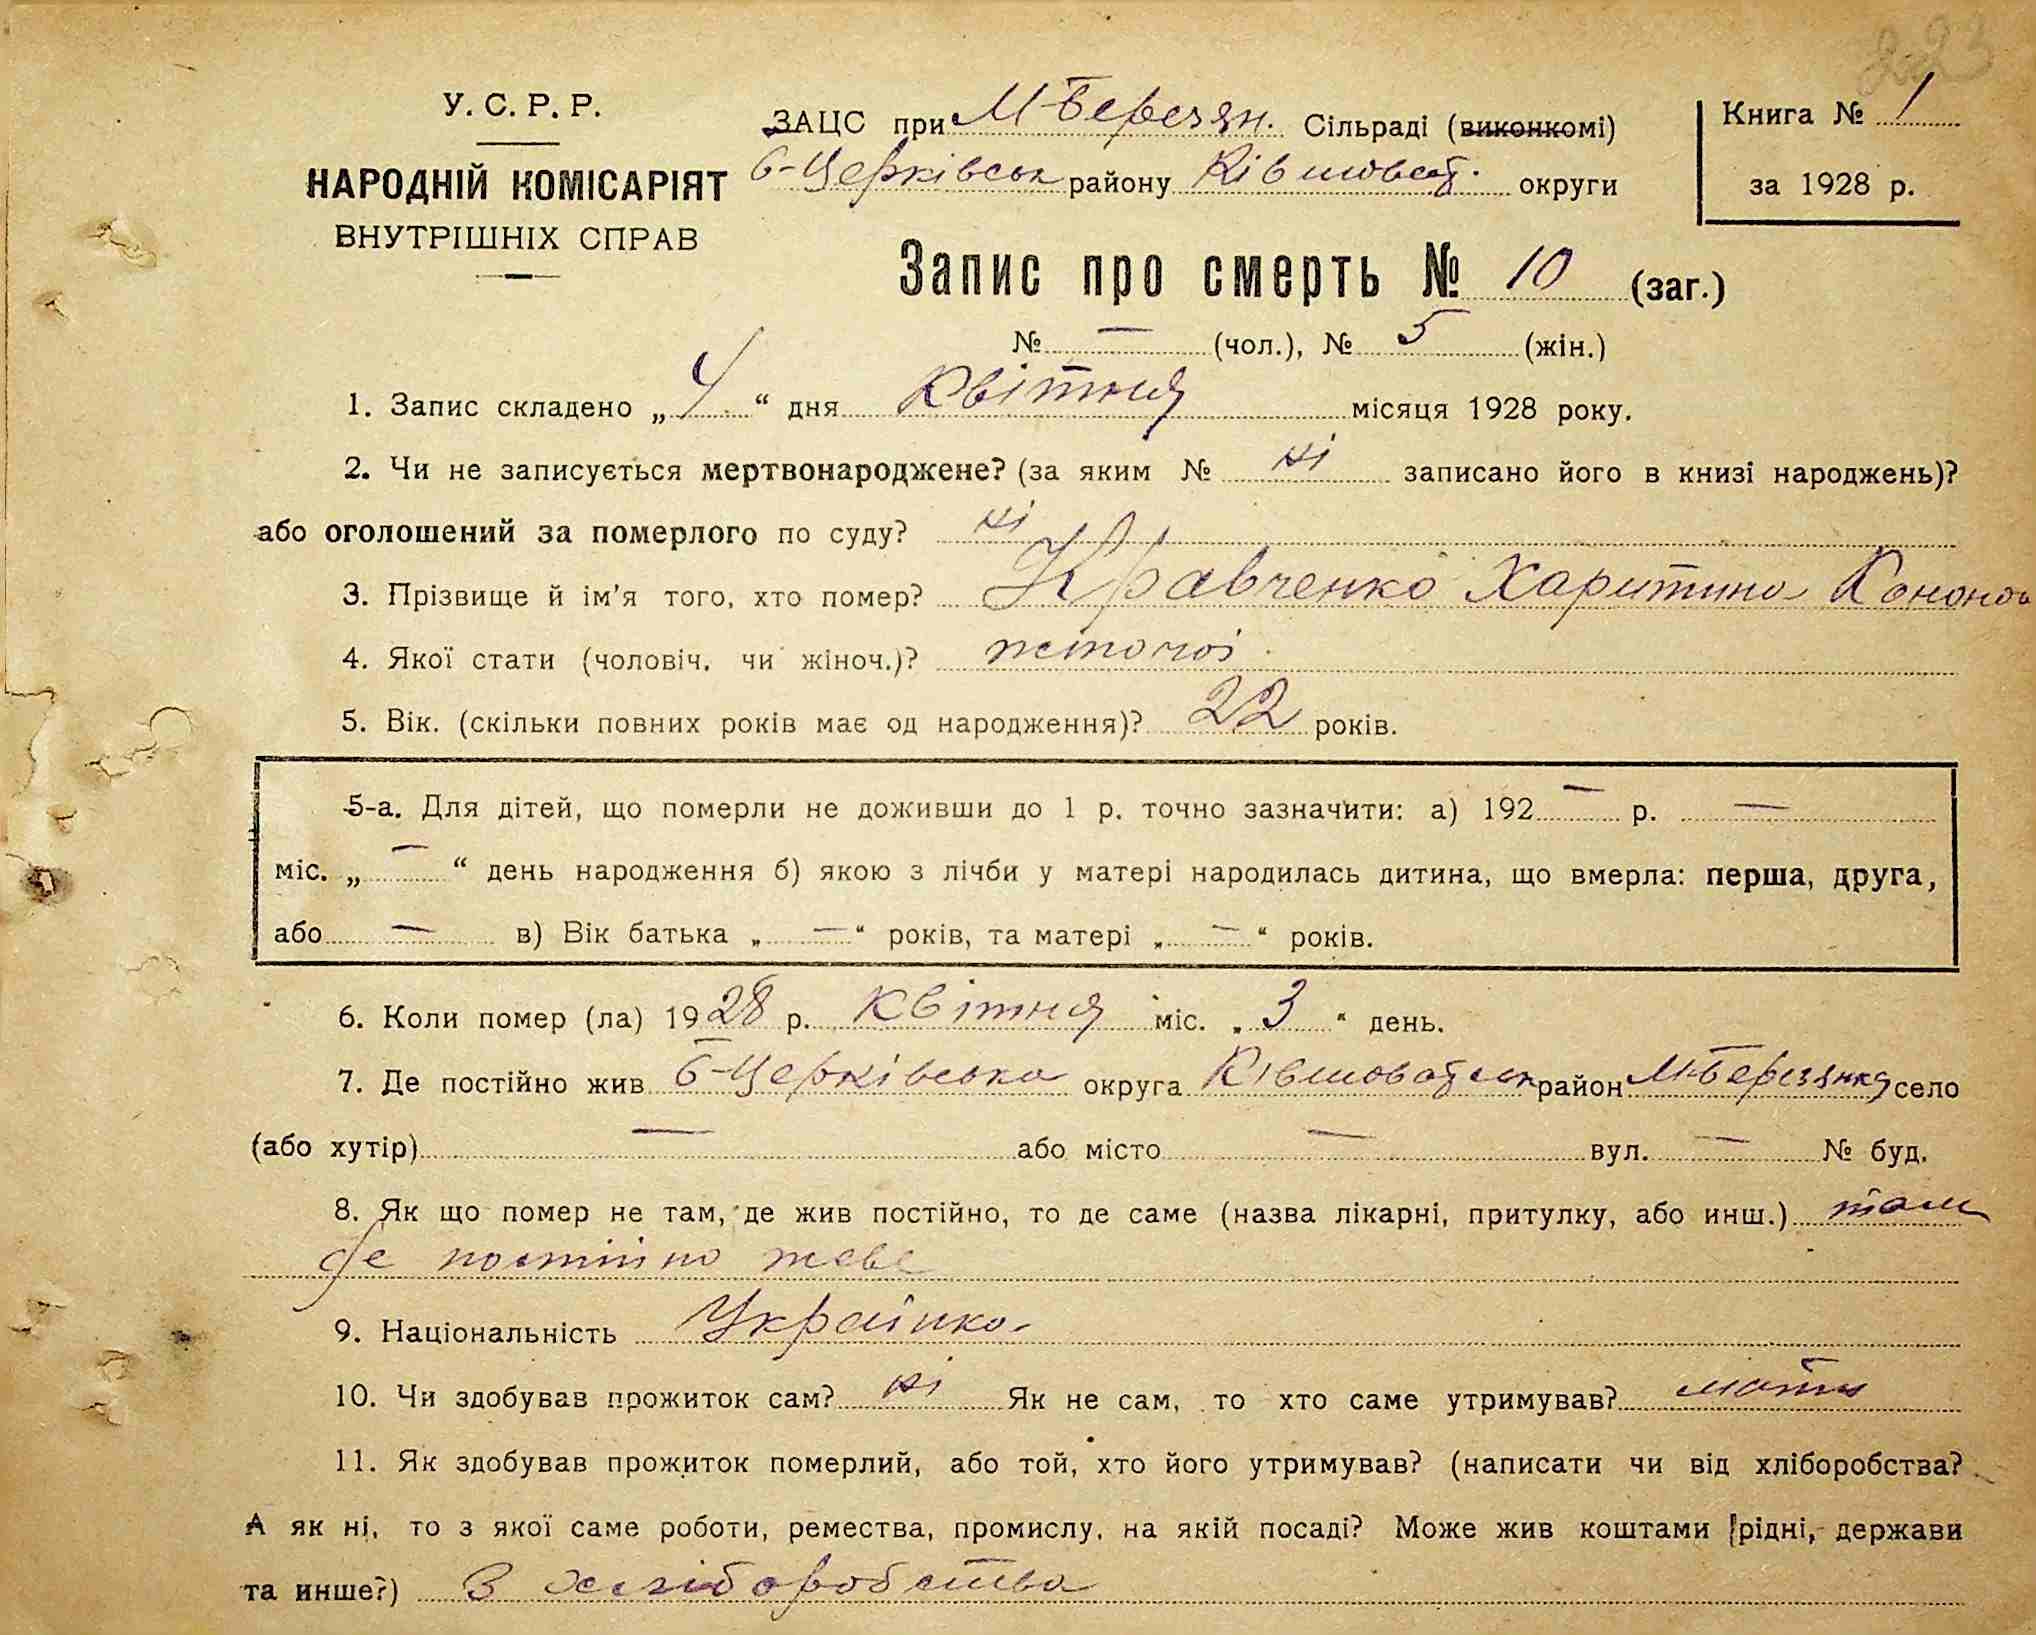 223
У. С. Р. Р.
НАРОДНІЙ КОМІСАРІЯТ
ВНУТРІШНІХ СПРАВ
ЗАЦС при М-Березян. Сільраді (виконкомі)
Б-Церківськ району Ківшоват. округи
Книга № 1
за 1928 р.
Запис про смерть № 10 (заг.)
№ — (чол.), № 5 (жін.)
1. Запис складено „ 4 “ дня Квітня місяця 1928 року.
2. Чи не записується мертвонароджене? (за яким № ні записано його в книзі народжень)?
або оголошений за померлого по суду? ні
3. Прізвище й ім'я того, хто помер? Кравченко Харитина Кононов
4. Якої стати (чоловіч. чи жіноч.)? жіночої
5. Вік. (скільки повних років має од народження)? 22 років.
5-а. Для дітей, що померли не доживши до 1 р. точно зазначити: а) 192 — р. —
міс. „ — “ день народження б) якою з лічби у матері народилась дитина, що вмерла: перша, друга,
або — в) Вік батька „ — “ років, та матері „ — “ років.
6. Коли помер (ла) 1928 р. Квітня міс. „ 3 “ день.
7. Де постійно жив Б-Церківська округа Ківшоватськ район М-Березянка село
(або хутір) — або місто — вул. — № буд.
8. Як що помер не там, де жив постійно, то де саме (назва лікарні, притулку, або инш.) там
де постійно живе
9. Національність Українка
10. Чи здобував прожиток сам? ні Як не сам, то хто саме утримував? мати
11. Як здобував прожиток померлий, або той, хто його утримував? (написати чи від хліборобства?
А як ні, то з якої саме роботи, ремества, промислу, на якій посаді? Може жив коштами рідні, держави
та инше?) З хліборобства